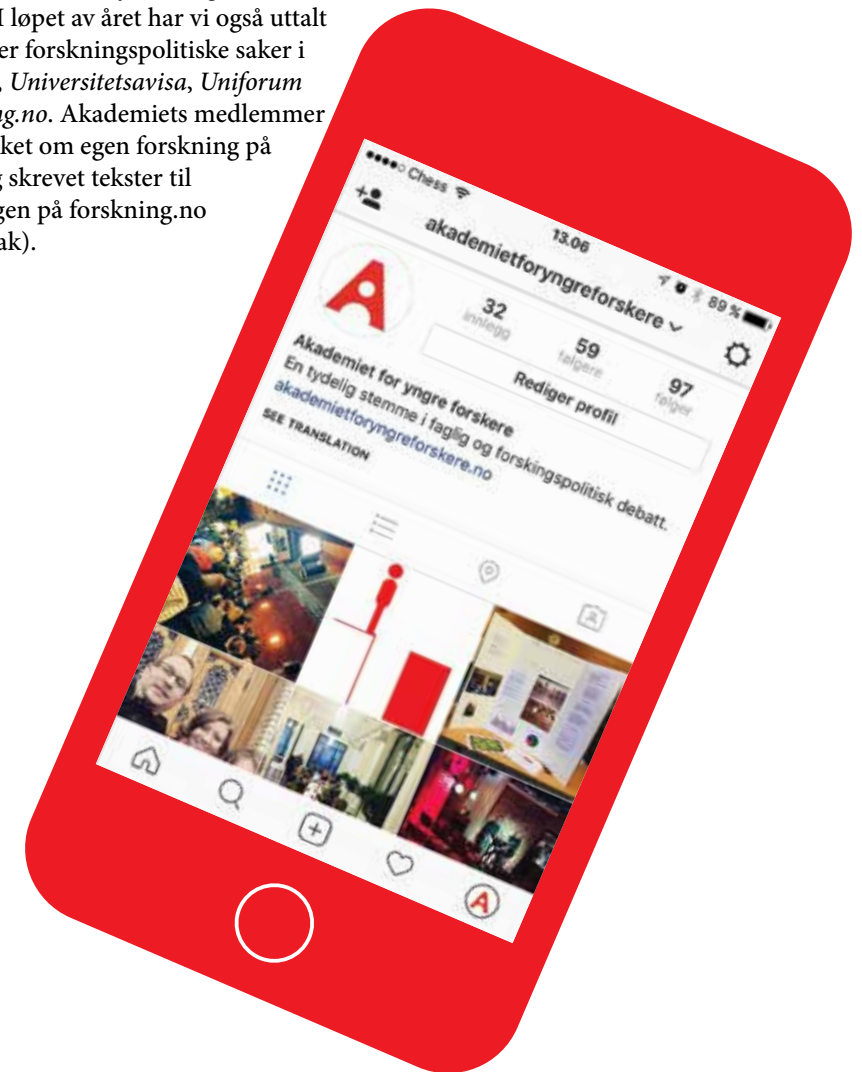 I løpet av året har vi også uttalt
er forskningspolitiske saker i
, Universitetsavisa, Uniforum
g.no. Akademiets medlemmer
ket om egen forskning på
g skrevet tekster til
gen på forskning.no
ak).
Chess
13.06
89 %
akademietforyngreforskere
A
32
innlegg
59
følgere
97
følger
Rediger profil
Akademiet for yngre forskere
En tydelig stemme i faglig og forskingspolitisk debatt.
akademietforyngreforskere.no
SEE TRANSLATION
A